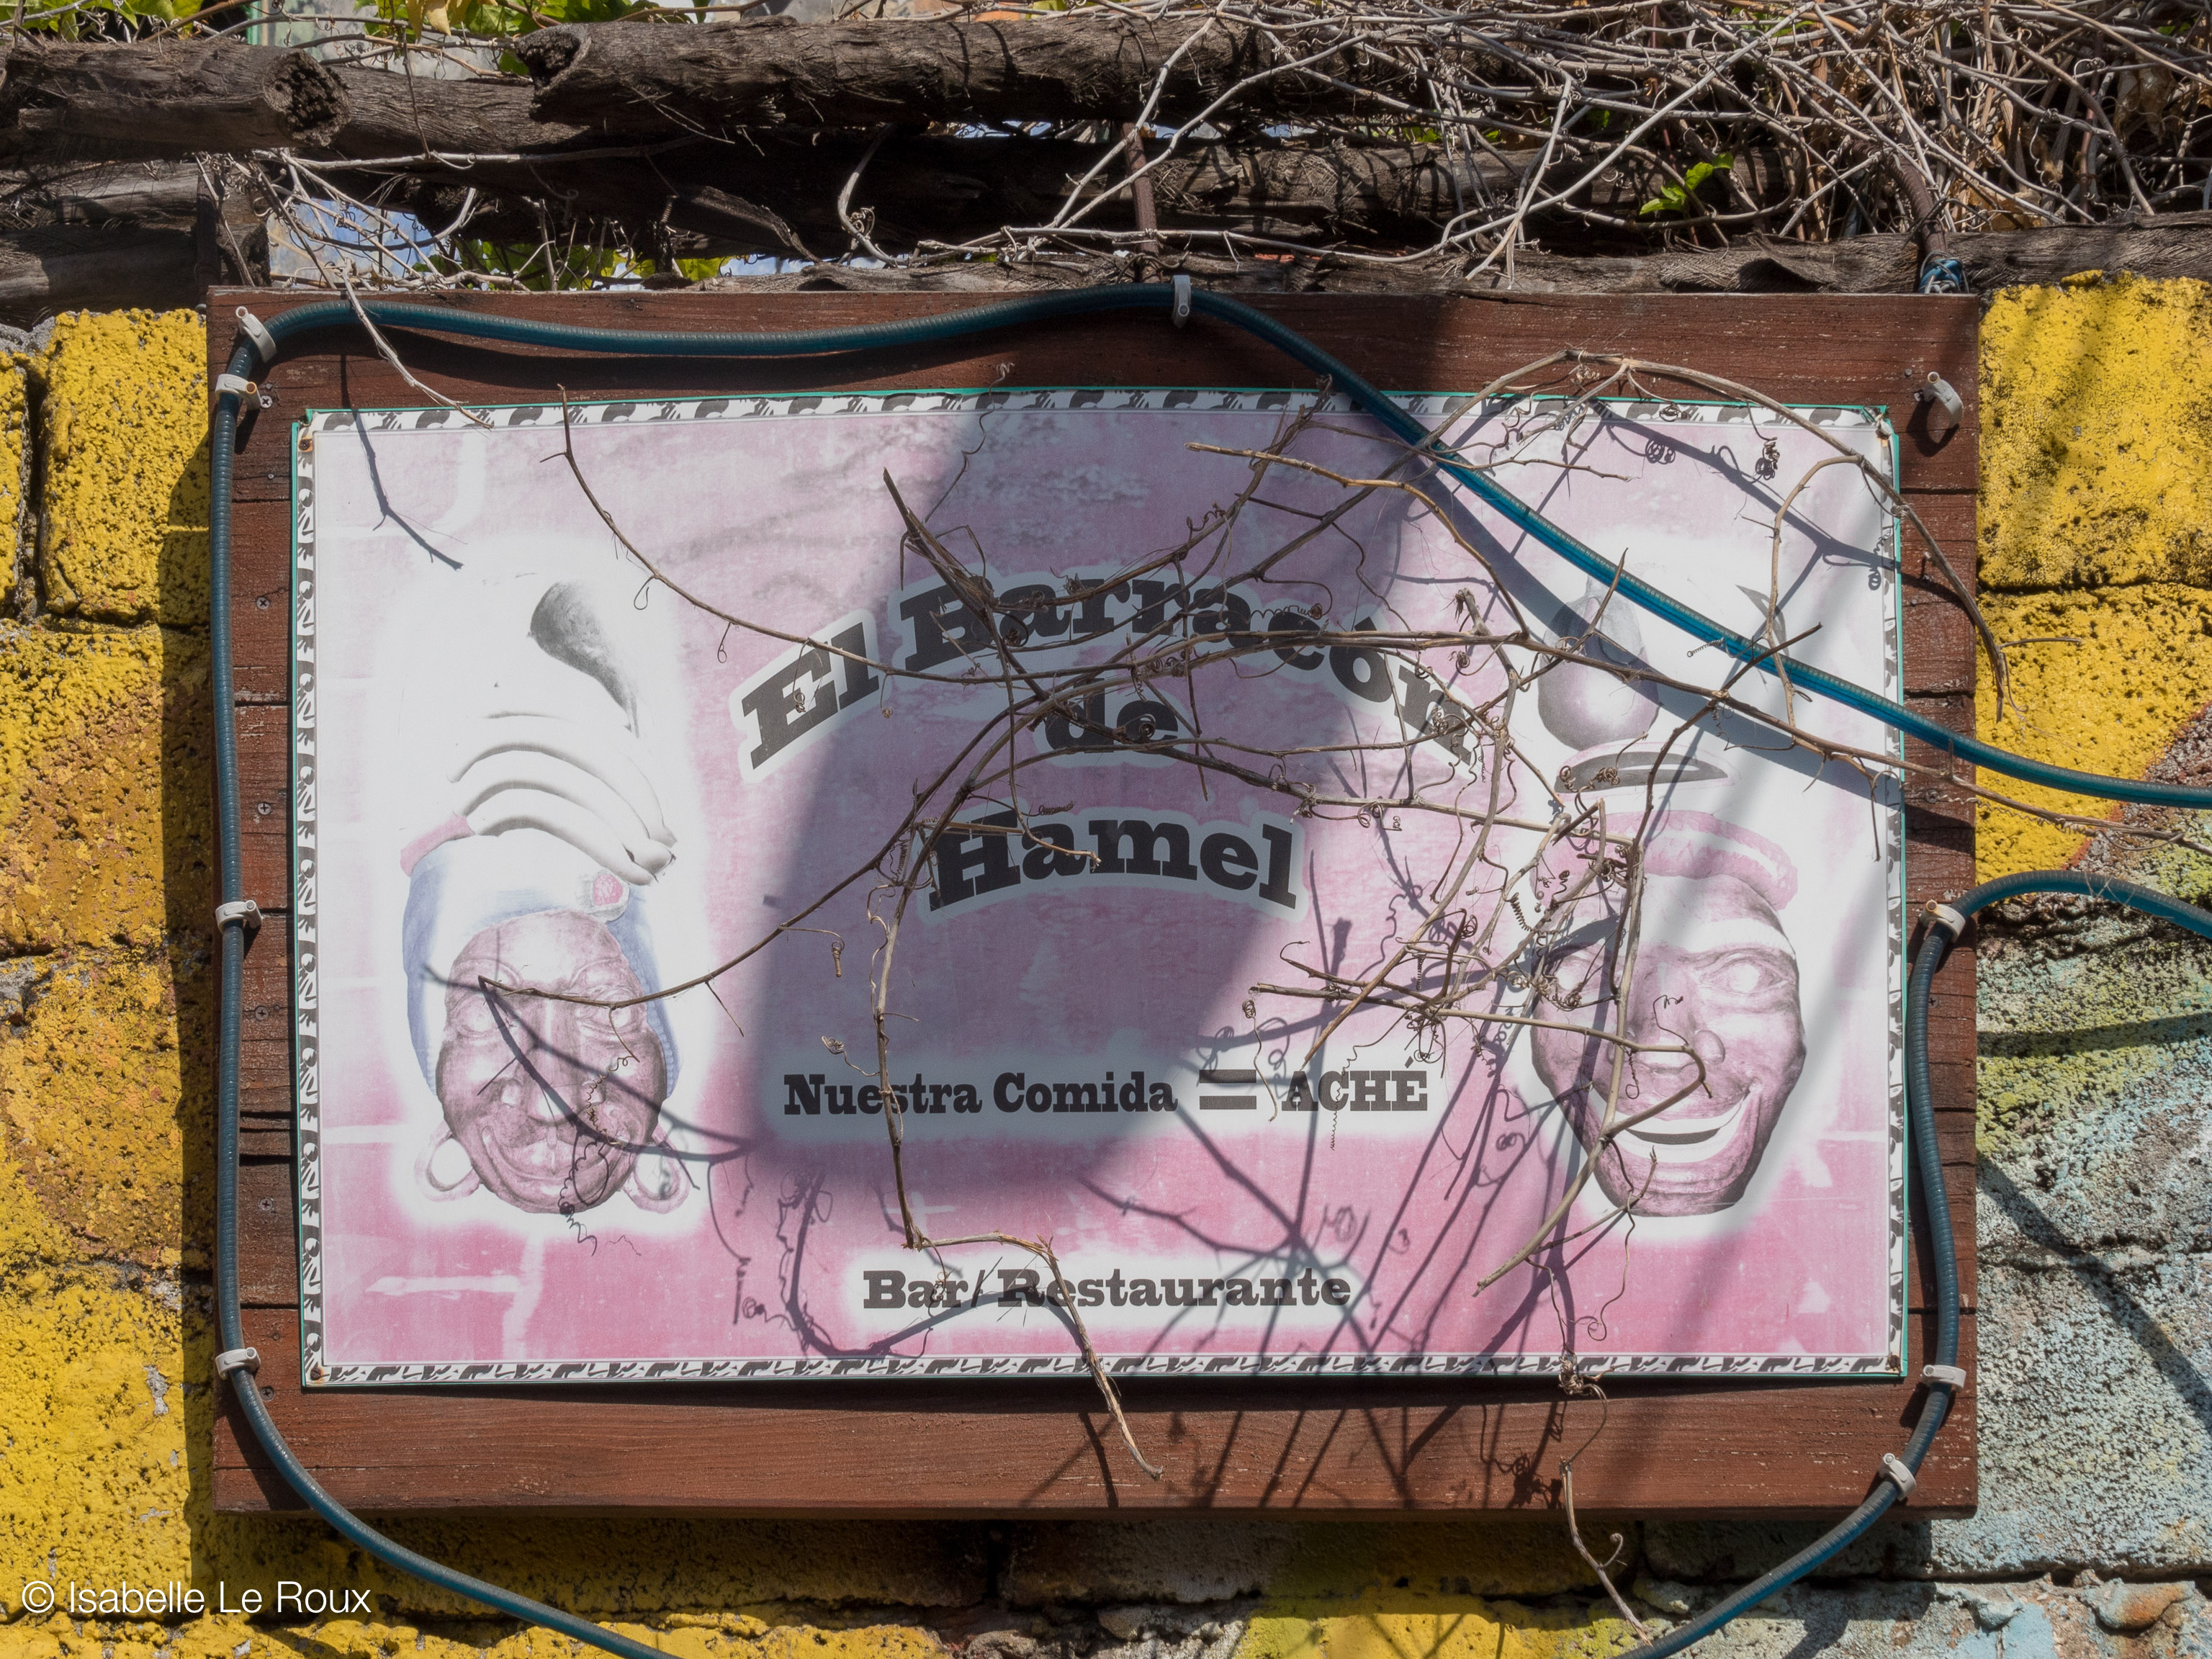 El Barracón
de
Hamel
Nuestra Comida = ACHÉ
Bar/Restaurante
© Isabelle Le Roux